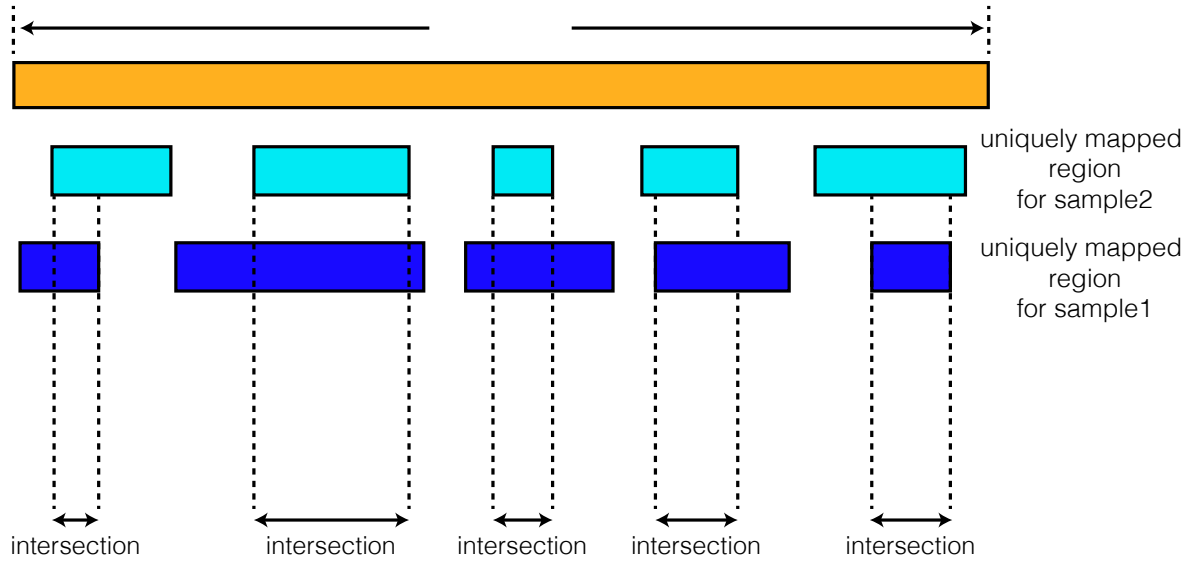 uniquely mapped
region
for sample2
uniquely mapped
region
for sample1
intersection
intersection
intersection
intersection
intersection